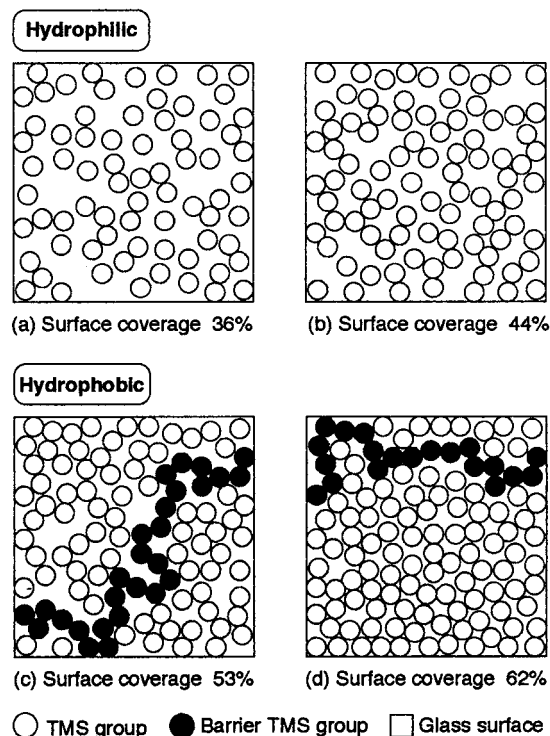 Hydrophilic
(a) Surface coverage 36%
(b) Surface coverage 44%
Hydrophobic
(c) Surface coverage 53%
(d) Surface coverage 62%
TMS group
Barrier TMS group
Glass surface